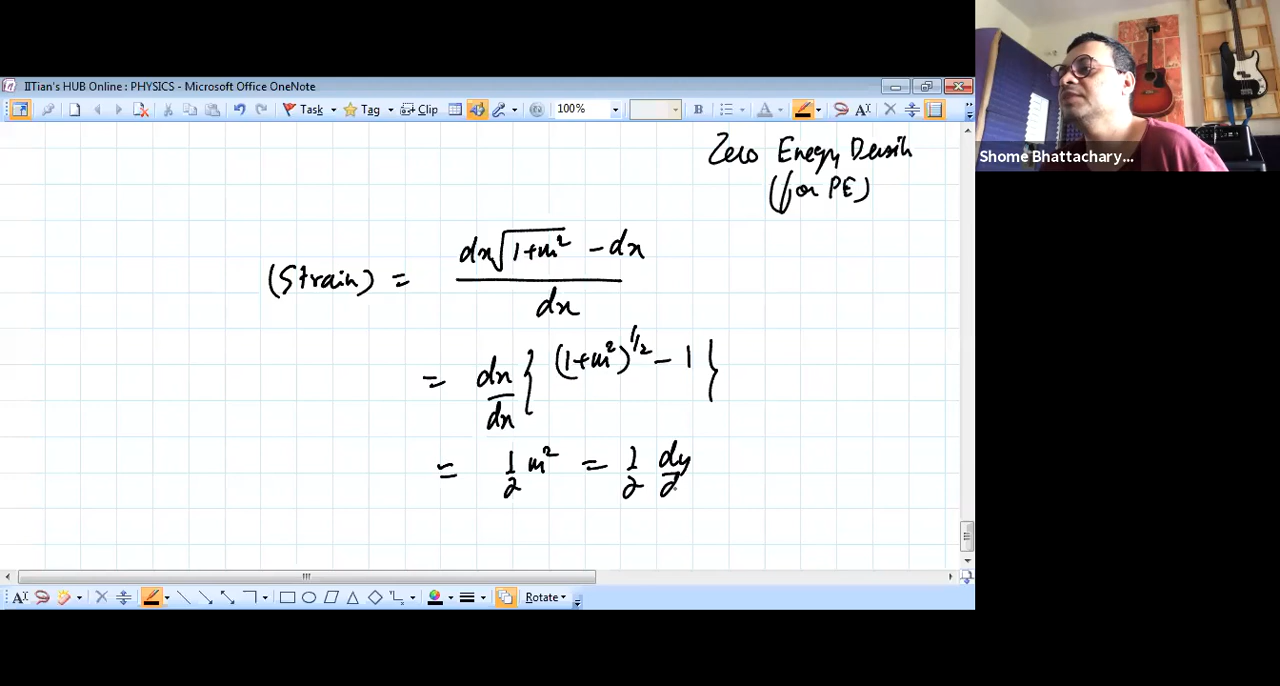 IITian's HUB Online : PHYSICS - Microsoft Office OneNote
Task Tag Clip 100% B A A
Shome Bhattachary...
Zero Energy Densih
(for PE)
(Strain) = dx√(1+m²) - dx / dx
= dx/dx { (1+m²)^1/2 - 1 }
= 1/2 m² = 1/2 dy/d
A Rotate